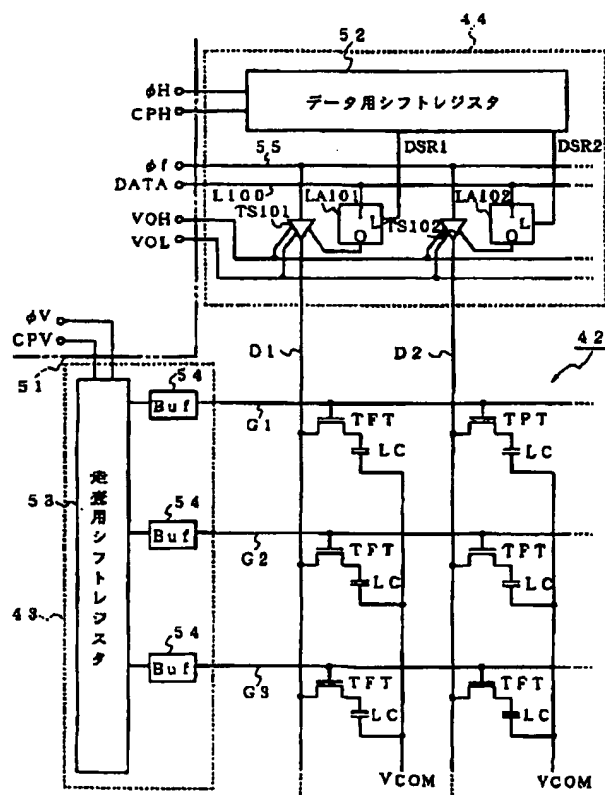 52
44
φH
CPH
データ用シフトレジスタ
DSR1
DSR2
φf
55
DATA
L100
LA101
LA102
TS101
TS102
L
O
L
O
VOH
VOL
φV
CPV
51
D1
D2
42
54
Buf
G1
TFT
LC
TPT
LC
53
走査用シフトレジスタ
54
Buf
G2
TFT
LC
TFT
LC
43
54
Buf
G3
TFT
LC
TFT
LC
VCOM
VCOM